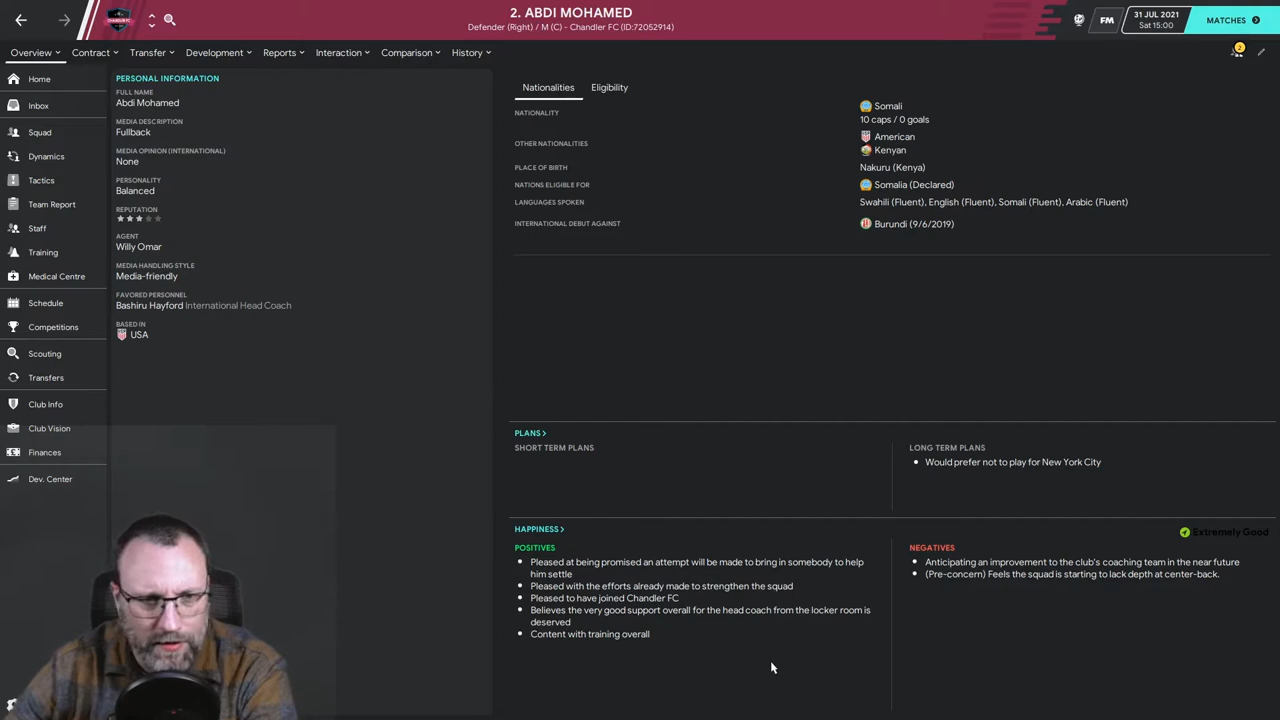 2. ABDI MOHAMED
Defender (Right) / M (C) - Chandler FC (ID:72052914)
CHANDLER FC
FM
31 JUL 2021
Sat 15:00
MATCHES
Overview
Contract
Transfer
Development
Reports
Interaction
Comparison
History
2
Home
Inbox
Squad
Dynamics
Tactics
Team Report
Staff
Training
Medical Centre
Schedule
Competitions
Scouting
Transfers
Club Info
Club Vision
Finances
Dev. Center
PERSONAL INFORMATION
FULL NAME
Abdi Mohamed
MEDIA DESCRIPTION
Fullback
MEDIA OPINION (INTERNATIONAL)
None
PERSONALITY
Balanced
REPUTATION
AGENT
Willy Omar
MEDIA HANDLING STYLE
Media-friendly
FAVORED PERSONNEL
Bashiru Hayford International Head Coach
BASED IN
USA
Nationalities
Eligibility
NATIONALITY
Somali
10 caps / 0 goals
OTHER NATIONALITIES
American
Kenyan
PLACE OF BIRTH
Nakuru (Kenya)
NATIONS ELIGIBLE FOR
Somalia (Declared)
LANGUAGES SPOKEN
Swahili (Fluent), English (Fluent), Somali (Fluent), Arabic (Fluent)
INTERNATIONAL DEBUT AGAINST
Burundi (9/6/2019)
PLANS >
SHORT TERM PLANS
LONG TERM PLANS
Would prefer not to play for New York City
HAPPINESS >
Extremely Good
POSITIVES
Pleased at being promised an attempt will be made to bring in somebody to help
him settle
Pleased with the efforts already made to strengthen the squad
Pleased to have joined Chandler FC
Believes the very good support overall for the head coach from the locker room is
deserved
Content with training overall
NEGATIVES
Anticipating an improvement to the club's coaching team in the near future
(Pre-concern) Feels the squad is starting to lack depth at center-back.